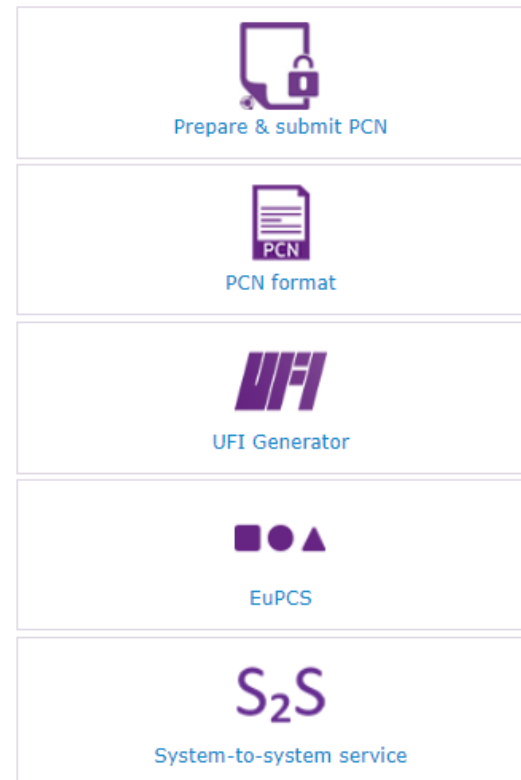 Prepare & submit PCN
PCN
PCN format
UFI
UFI Generator
EuPCS
S₂S
System-to-system service